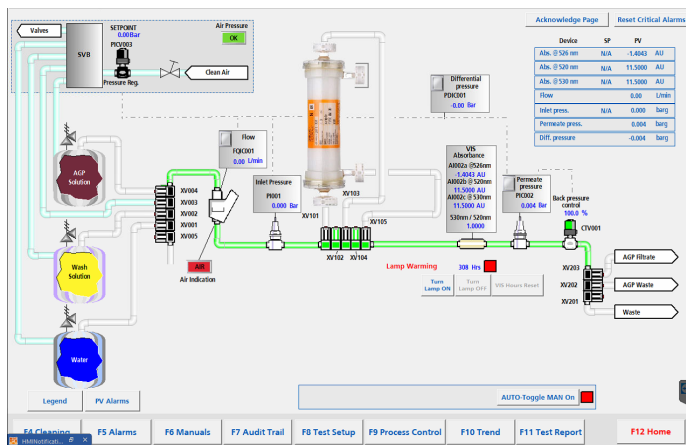 Valves
SETPOINT
0.00Bar
PICV003
Air Pressure
OK
SVB
Pressure Reg.
Clean Air
Acknowledge Page
Reset Critical Alarms
Device SP PV
Abs. @526 nm N/A -1.4043 AU
Abs. @520 nm N/A 11.5000 AU
Abs. @530 nm N/A 11.5000 AU
Flow 0.00 L/min
Inlet press. N/A 0.000 barg
Permeate press. 0.004 barg
Diff. pressure -0.004 barg
Differential
pressure
PDIC001
-0.00 Bar
Flow
FQIC001
0.00 L/min
VIS
Absorbance
AI002a @526nm
-1.4043 AU
AI002b @520nm
11.5000 AU
AI002c @ 530nm
11.5000 AU
530nm / 520nm
1.0000
Permeate
pressure
PIC002
0.004 Bar
Back pressure
control
100.0 %
CTV001
Inlet Pressure
PI001
0.000 Bar
AGP
Solution
XV004
XV003
XV002
XV001
XV005
XV101
XV103
XV105
XV102
XV104
AIR
Air Indication
Wash
Solution
Lamp Warming 308 Hrs
Turn
Lamp ON
Turn
Lamp OFF
VIS Hours Reset
XV203
XV202
XV201
AGP Filtrate
AGP Waste
Waste
Water
Legend
PV Alarms
AUTO-Toggle MAN On
F4 Cleaning
F5 Alarms
F6 Manuals
F7 Audit Trail
F8 Test Setup
F9 Process Control
F10 Trend
F11 Test Report
F12 Home
HMINotificati...